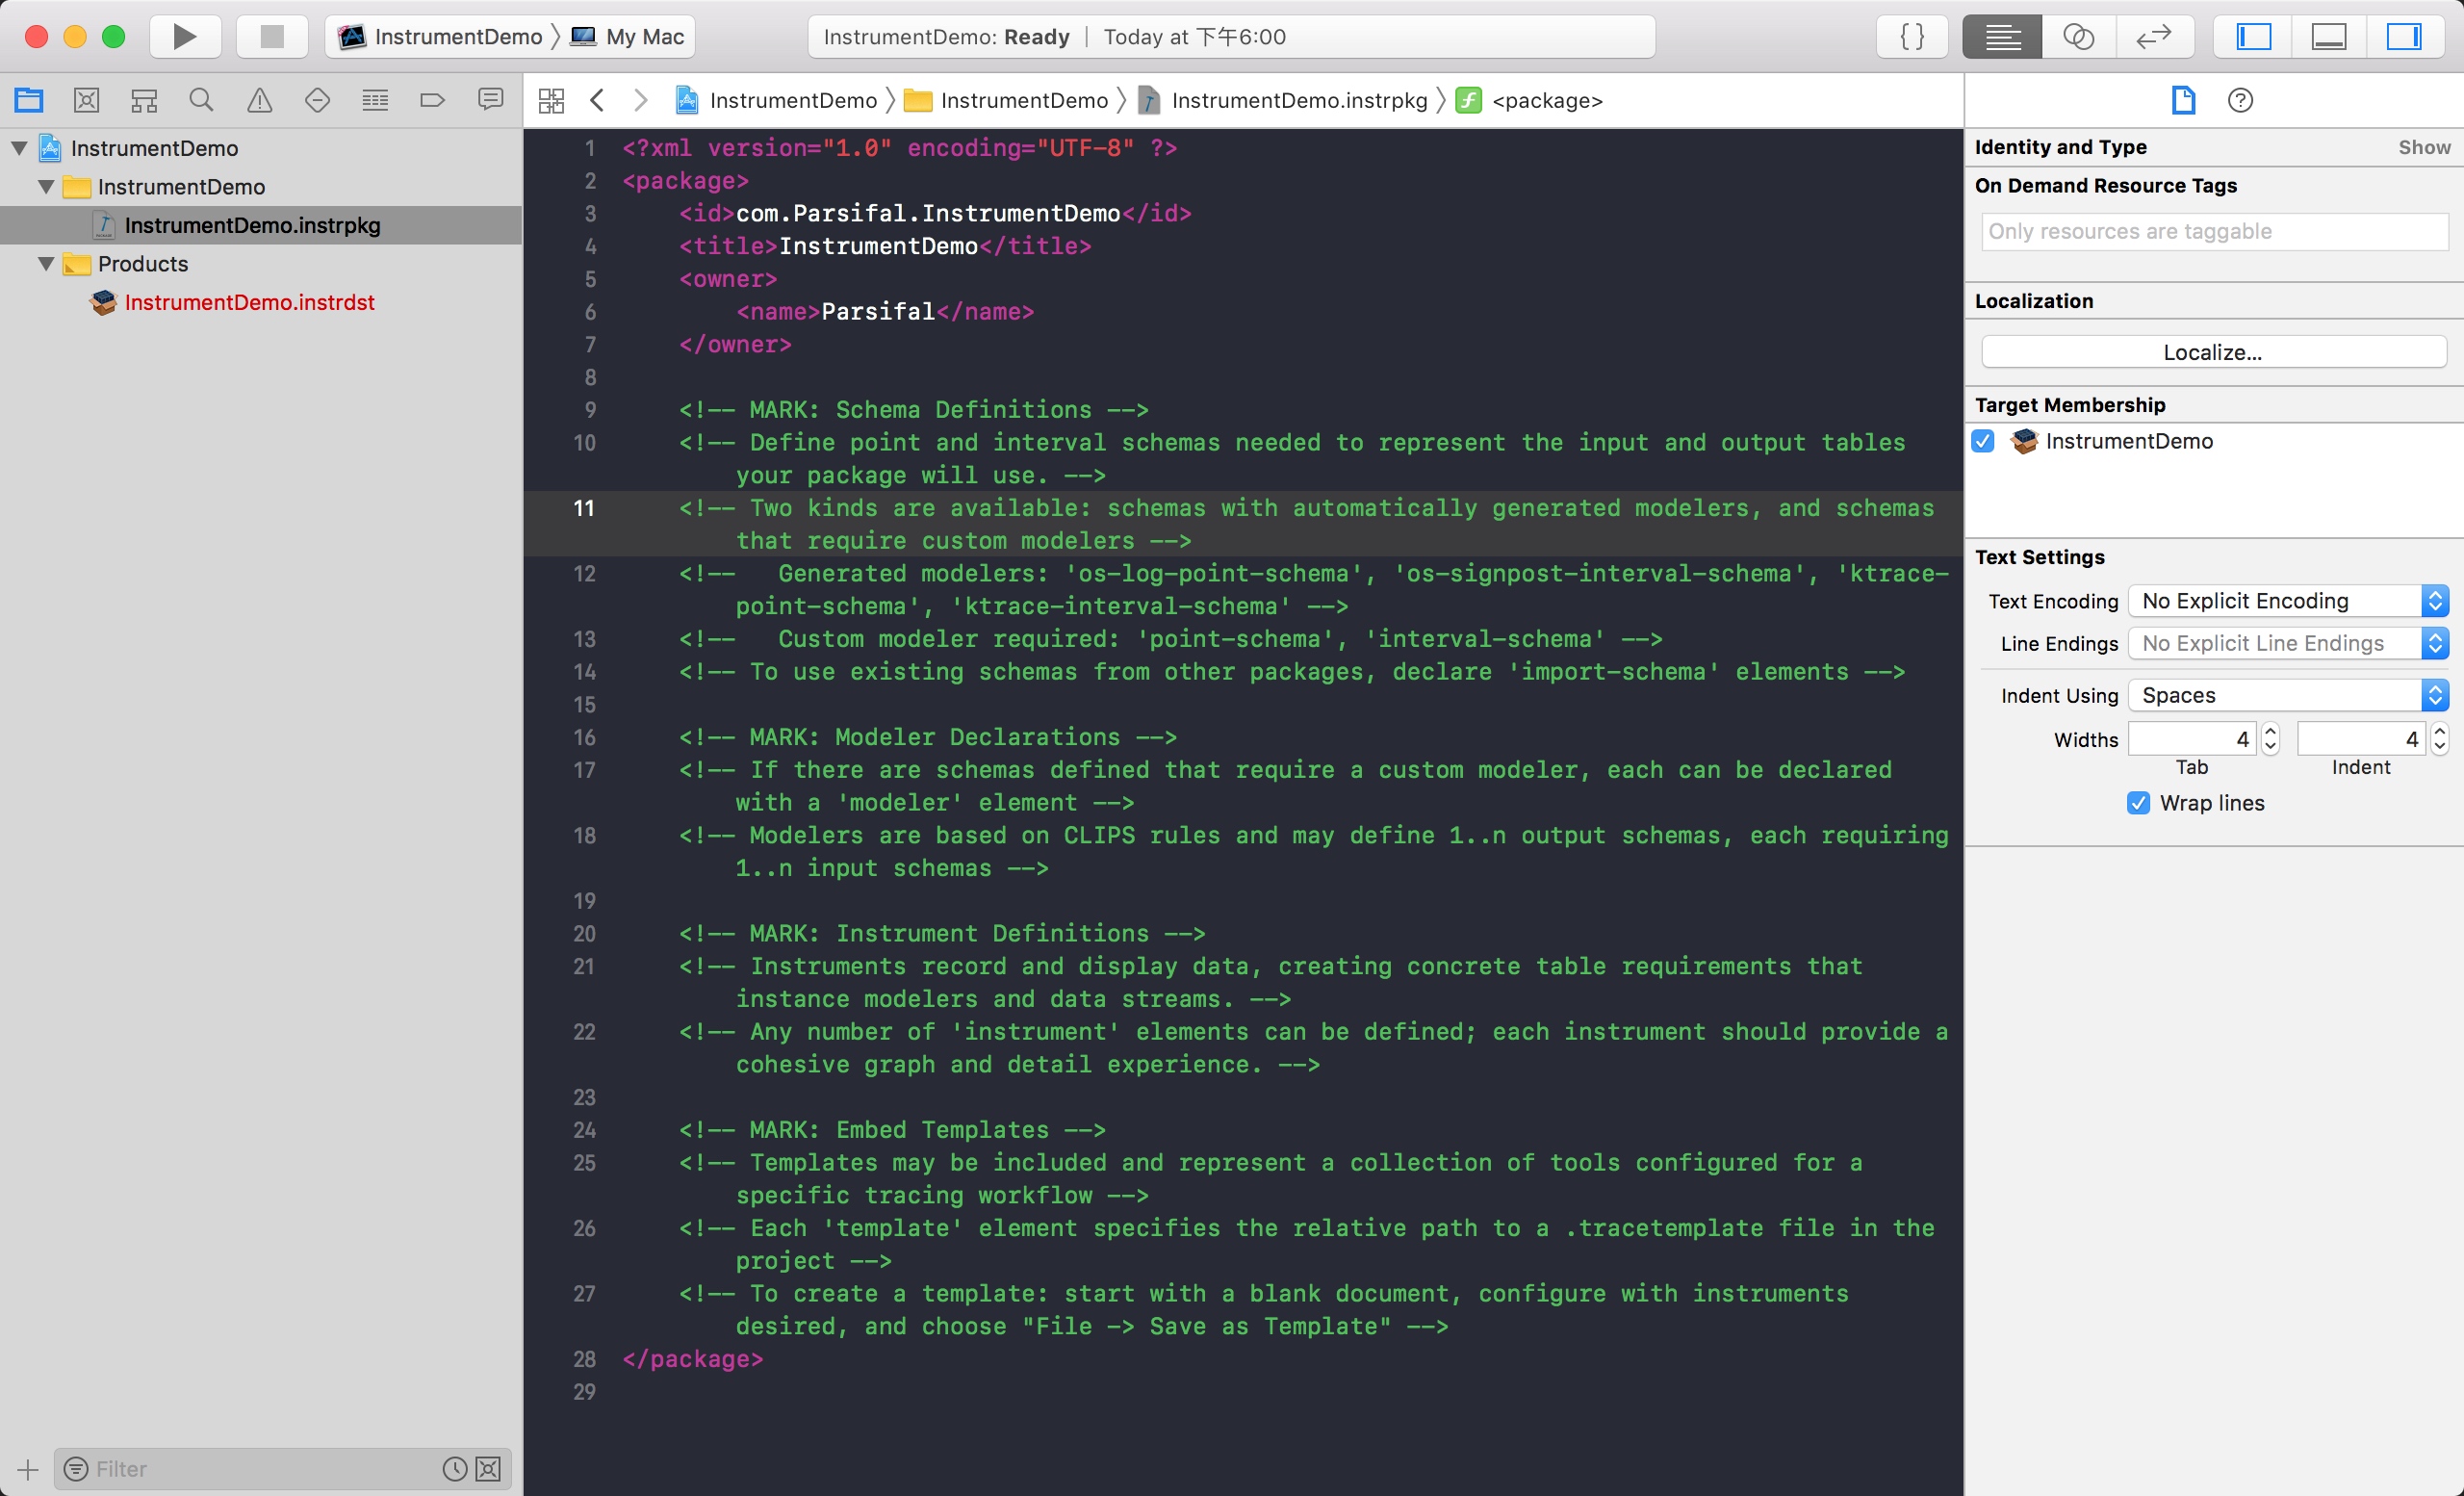 InstrumentDemo My Mac
InstrumentDemo: Ready | Today at 下午6:00
{}
InstrumentDemo
InstrumentDemo
InstrumentDemo.instrpkg
Products
InstrumentDemo.instrdst
Filter
InstrumentDemo InstrumentDemo InstrumentDemo.instrpkg f <package>
1 <?xml version="1.0" encoding="UTF-8" ?>
2 <package>
3 <id>com.Parsifal.InstrumentDemo</id>
4 <title>InstrumentDemo</title>
5 <owner>
6 <name>Parsifal</name>
7 </owner>
8
9 <!-- MARK: Schema Definitions -->
10 <!-- Define point and interval schemas needed to represent the input and output tables
your package will use. -->
11 <!-- Two kinds are available: schemas with automatically generated modelers, and schemas
that require custom modelers -->
12 <!--   Generated modelers: 'os-log-point-schema', 'os-signpost-interval-schema', 'ktrace-
point-schema', 'ktrace-interval-schema' -->
13 <!--   Custom modeler required: 'point-schema', 'interval-schema' -->
14 <!-- To use existing schemas from other packages, declare 'import-schema' elements -->
15
16 <!-- MARK: Modeler Declarations -->
17 <!-- If there are schemas defined that require a custom modeler, each can be declared
with a 'modeler' element -->
18 <!-- Modelers are based on CLIPS rules and may define 1..n output schemas, each requiring
1..n input schemas -->
19
20 <!-- MARK: Instrument Definitions -->
21 <!-- Instruments record and display data, creating concrete table requirements that
instance modelers and data streams. -->
22 <!-- Any number of 'instrument' elements can be defined; each instrument should provide a
cohesive graph and detail experience. -->
23
24 <!-- MARK: Embed Templates -->
25 <!-- Templates may be included and represent a collection of tools configured for a
specific tracing workflow -->
26 <!-- Each 'template' element specifies the relative path to a .tracetemplate file in the
project -->
27 <!-- To create a template: start with a blank document, configure with instruments
desired, and choose "File -> Save as Template" -->
28 </package>
29
Identity and Type Show
On Demand Resource Tags
Only resources are taggable
Localization
Localize...
Target Membership
InstrumentDemo
Text Settings
Text Encoding No Explicit Encoding
Line Endings No Explicit Line Endings
Indent Using Spaces
Widths 4 4
Tab Indent
Wrap lines